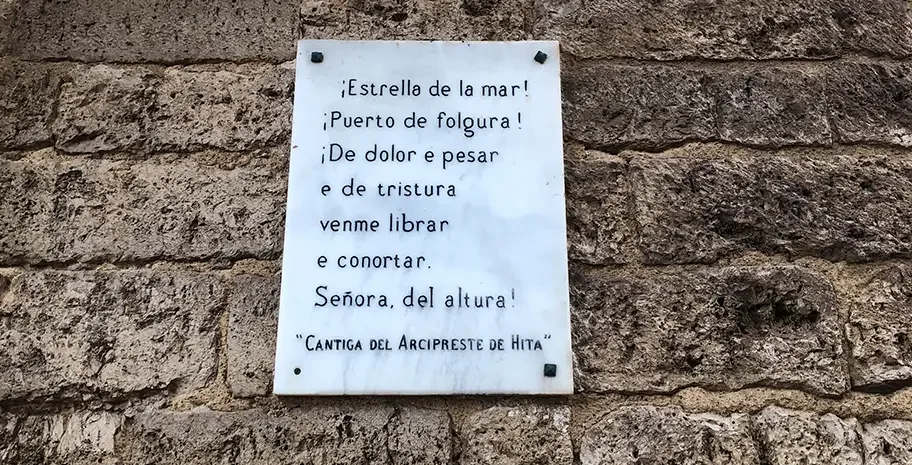 ¡Estrella de la mar!
¡Puerto de folgura!
¡De dolor e pesar
e de tristura
venme librar
e conortar.
Señora, del altura!
"CANTIGA DEL ARCIPRESTE DE HITA"